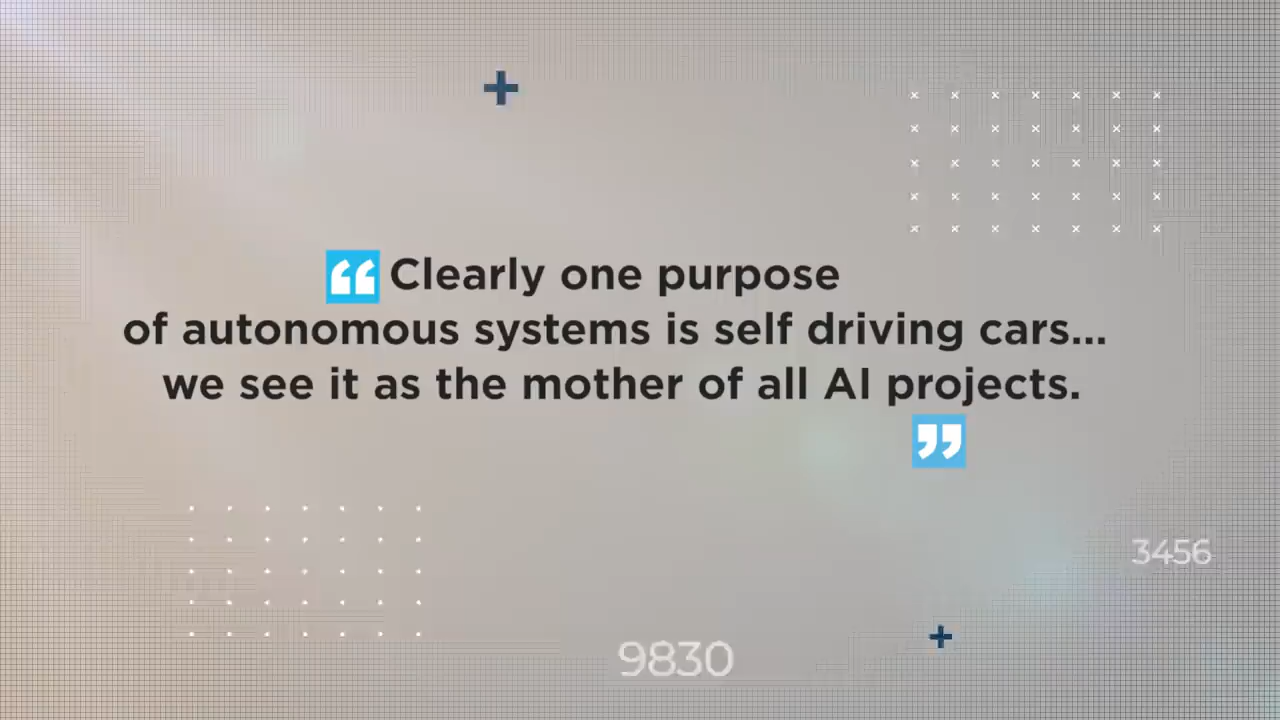 “ Clearly one purpose
of autonomous systems is self driving cars...
we see it as the mother of all AI projects.
”
3456
9830